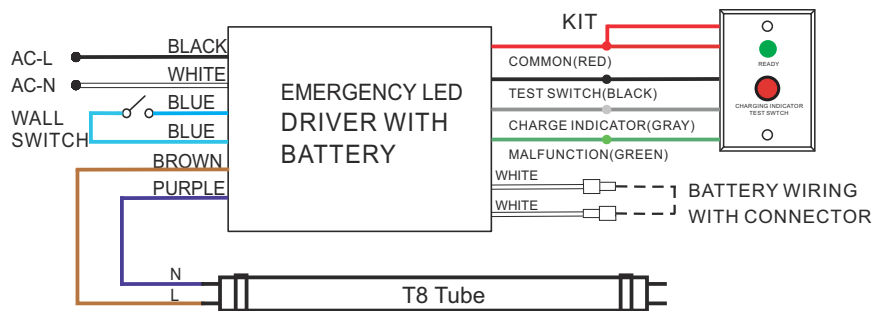 AC-L
BLACK
AC-N
WHITE
WALL
SWITCH
BLUE
BLUE
BROWN
PURPLE
EMERGENCY LED
DRIVER WITH
BATTERY
KIT
COMMON(RED)
TEST SWITCH(BLACK)
CHARGE INDICATOR(GRAY)
MALFUNCTION(GREEN)
READY
CHARGING INDICATOR
TEST SWTCH
WHITE
WHITE
BATTERY WIRING
WITH CONNECTOR
N
L
T8 Tube